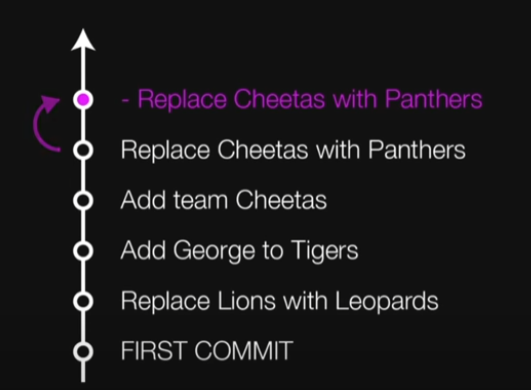 - Replace Cheetas with Panthers
Replace Cheetas with Panthers
Add team Cheetas
Add George to Tigers
Replace Lions with Leopards
FIRST COMMIT